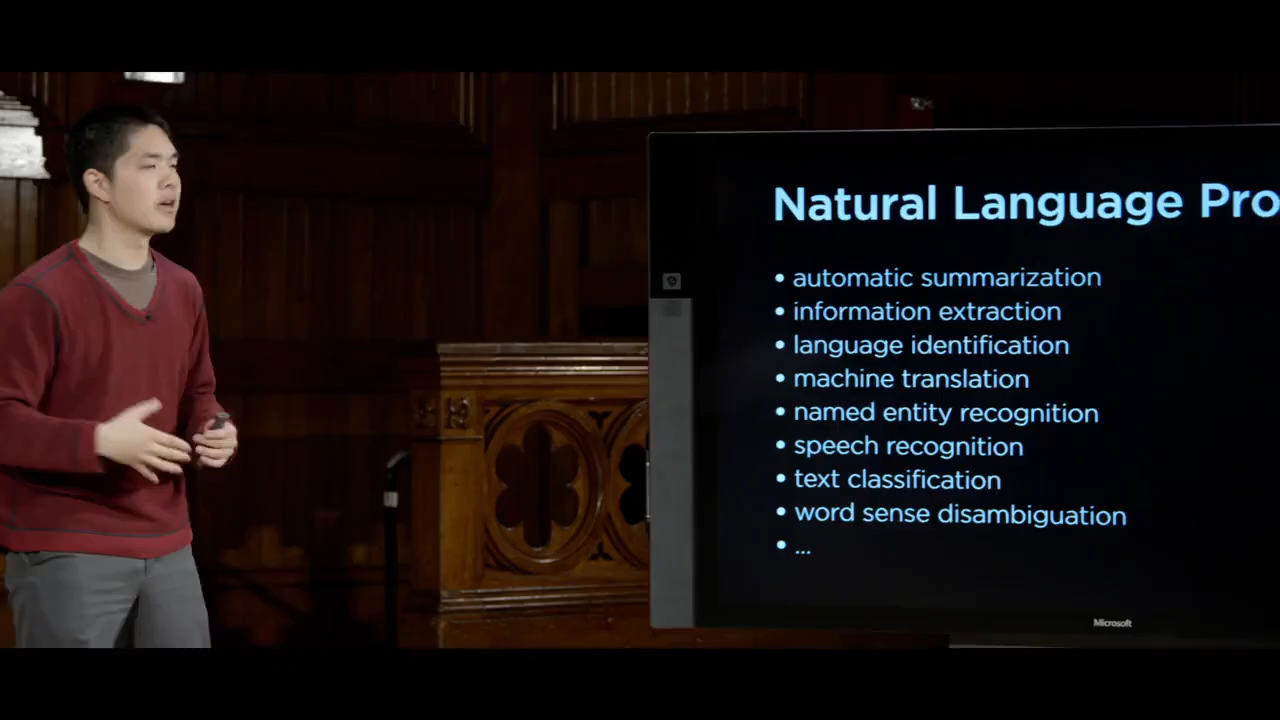 Natural Language Pro
• automatic summarization
• information extraction
• language identification
• machine translation
• named entity recognition
• speech recognition
• text classification
• word sense disambiguation
• ...
Microsoft